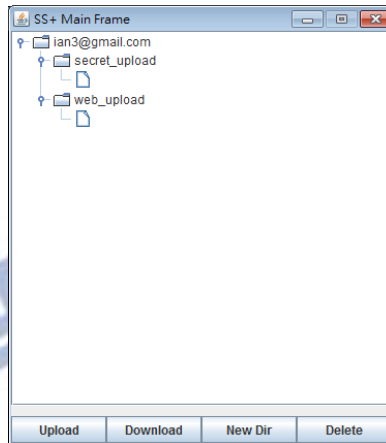 SS+ Main Frame
ian3@gmail.com
secret_upload
web_upload
Upload Download New Dir Delete